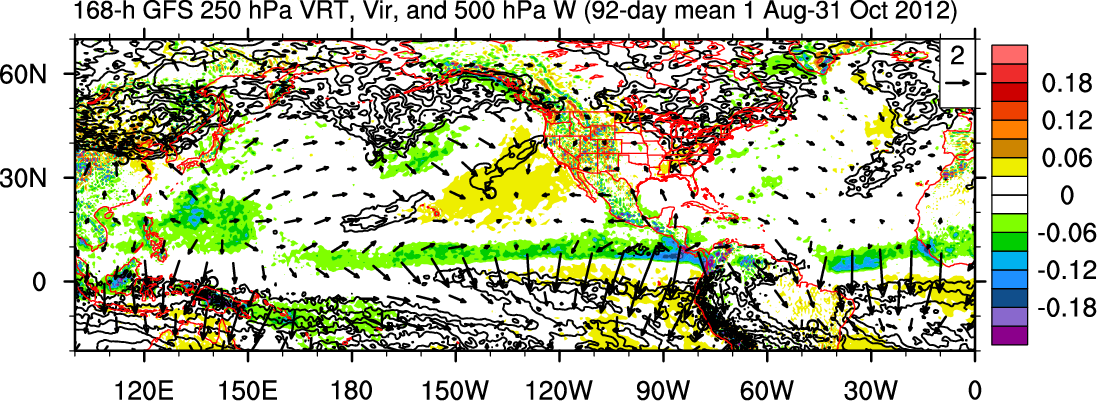 168-h GFS 250 hPa VRT, Vir, and 500 hPa W (92-day mean 1 Aug-31 Oct 2012)
2
60N
30N
0
120E 150E 180 150W 120W 90W 60W 30W 0
0.18
0.12
0.06
0
-0.06
-0.12
-0.18